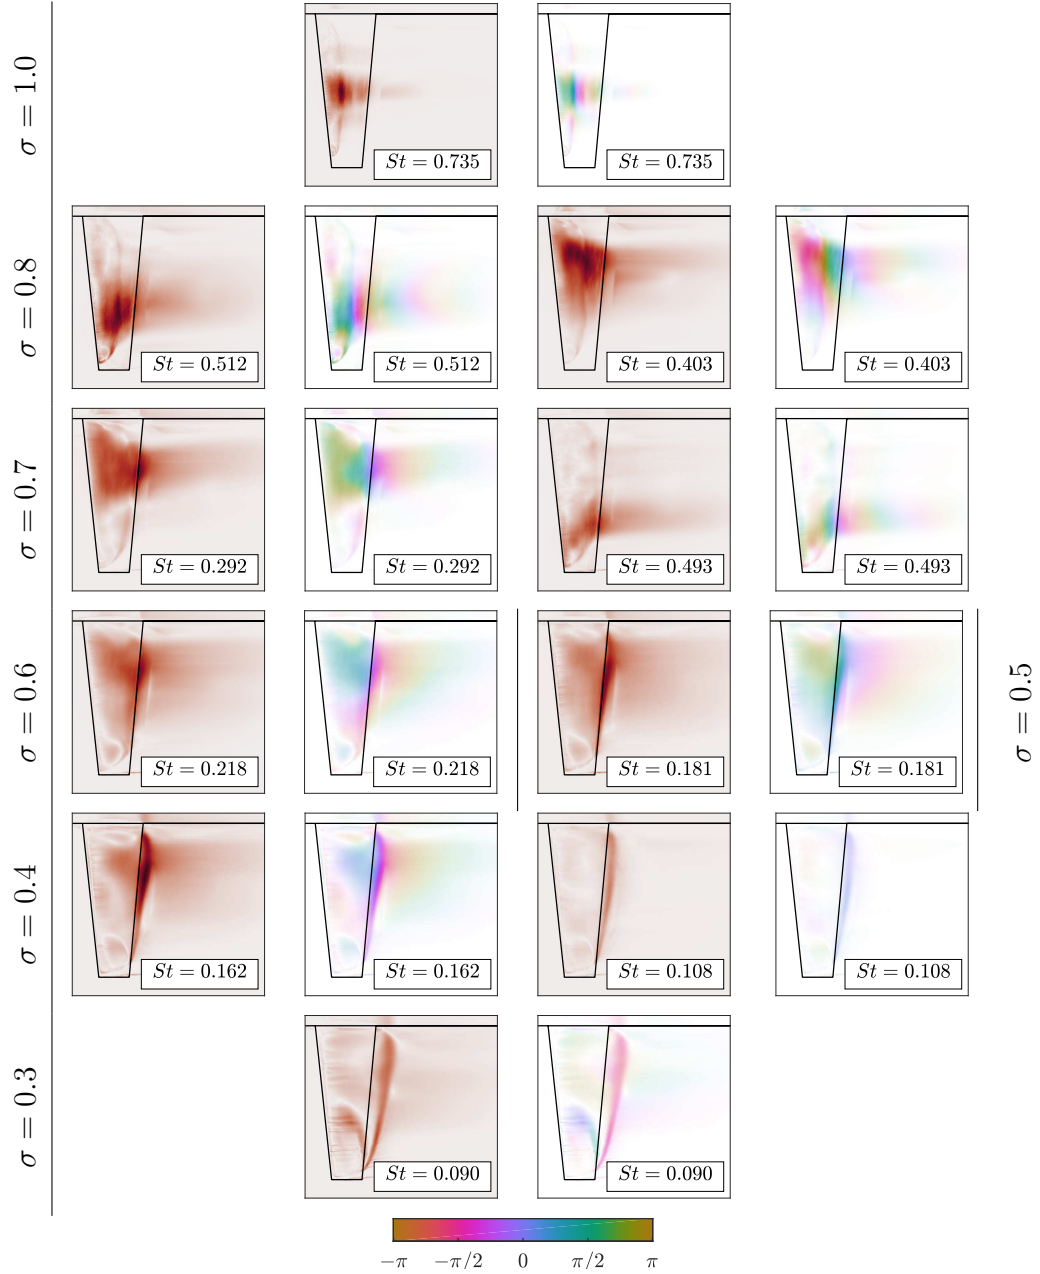 σ = 1.0
St = 0.735
St = 0.735
σ = 0.8
St = 0.512
St = 0.512
St = 0.403
St = 0.403
σ = 0.7
St = 0.292
St = 0.292
St = 0.493
St = 0.493
σ = 0.6
St = 0.218
St = 0.218
St = 0.181
St = 0.181
σ = 0.5
σ = 0.4
St = 0.162
St = 0.162
St = 0.108
St = 0.108
σ = 0.3
St = 0.090
St = 0.090
−π −π/2 0 π/2 π